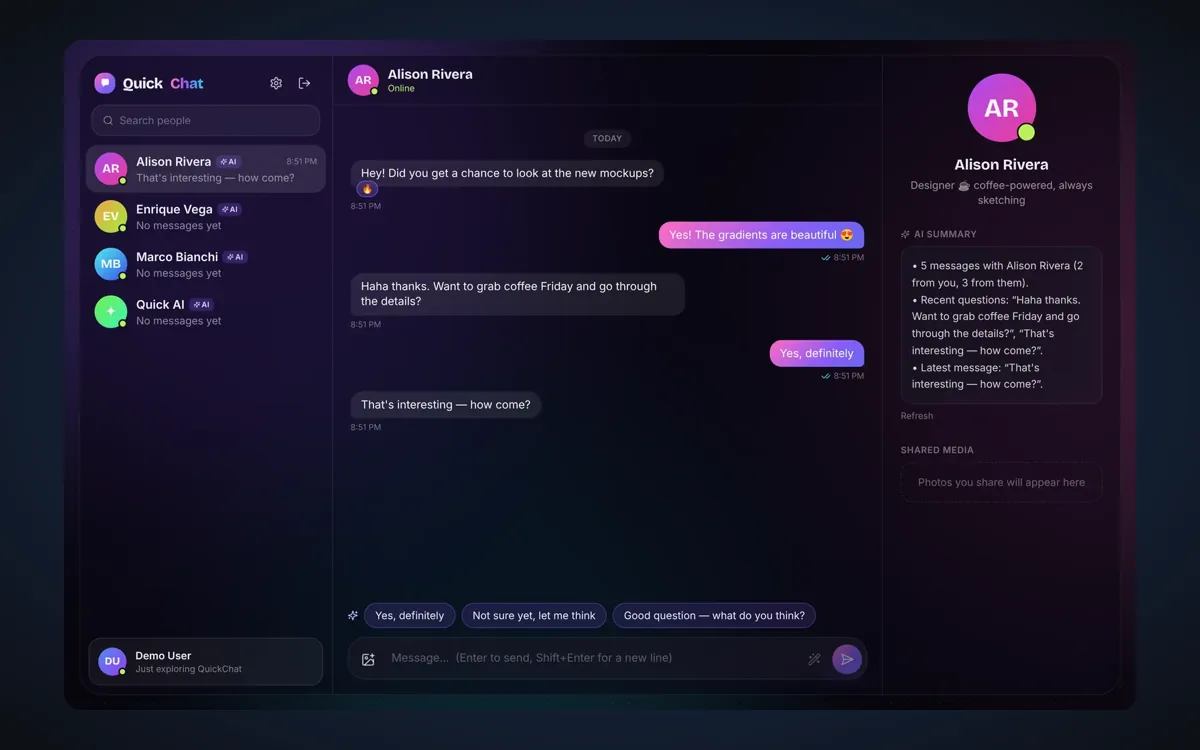 Quick Chat
Search people
AR
Alison Rivera
AI
8:51 PM
That's interesting — how come?
EV
Enrique Vega
AI
No messages yet
MB
Marco Bianchi
AI
No messages yet
Quick AI
AI
No messages yet
DU
Demo User
Just exploring QuickChat
AR
Alison Rivera
Online
TODAY
Hey! Did you get a chance to look at the new mockups?
🔥
8:51 PM
Yes! The gradients are beautiful 😍
8:51 PM
Haha thanks. Want to grab coffee Friday and go through
the details?
8:51 PM
Yes, definitely
8:51 PM
That's interesting — how come?
8:51 PM
Yes, definitely
Not sure yet, let me think
Good question — what do you think?
Message… (Enter to send, Shift+Enter for a new line)
AR
Alison Rivera
Designer ☕ coffee-powered, always
sketching
AI SUMMARY
• 5 messages with Alison Rivera (2
from you, 3 from them).
• Recent questions: “Haha thanks.
Want to grab coffee Friday and go
through the details?”, “That's
interesting — how come?”.
• Latest message: “That's
interesting — how come?”.
Refresh
SHARED MEDIA
Photos you share will appear here